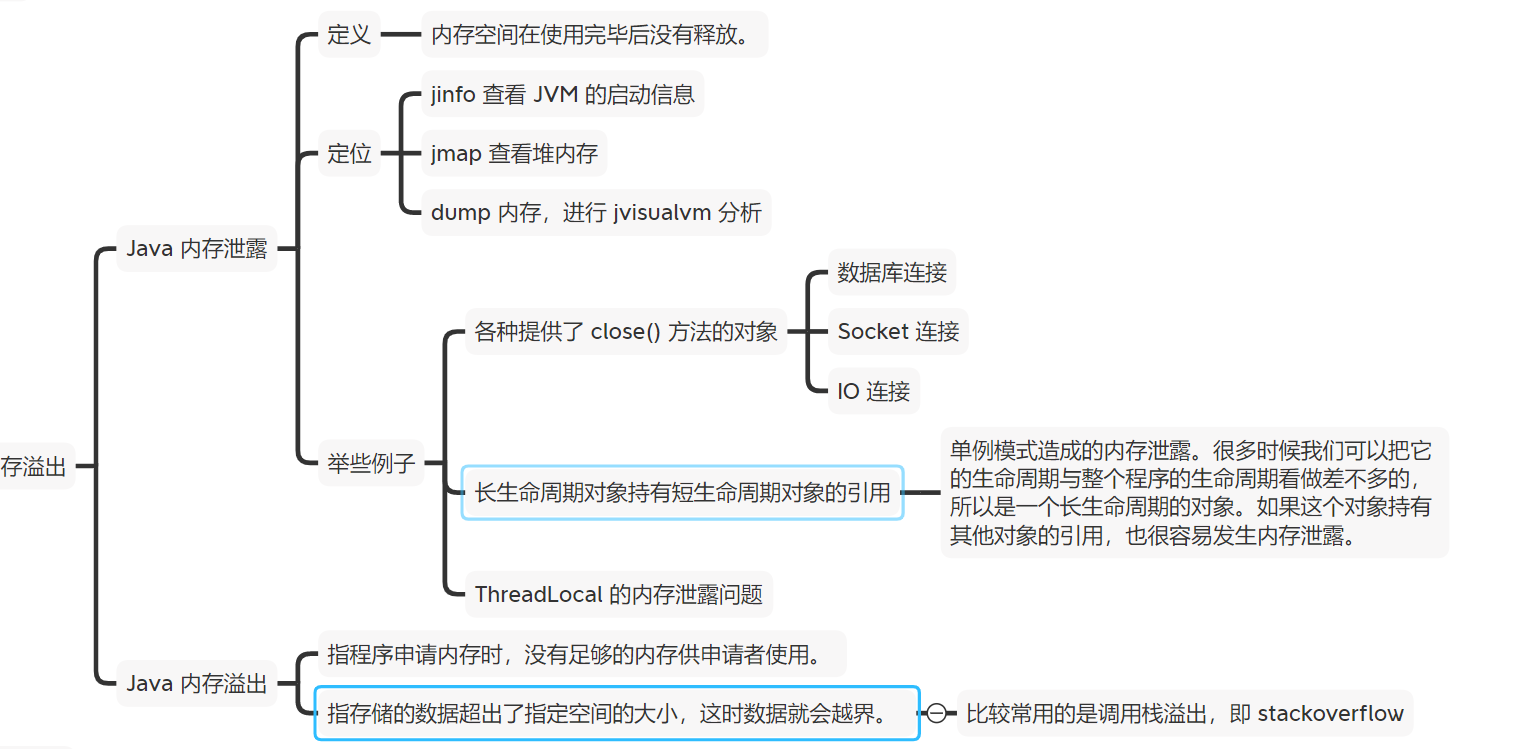 定义
内存空间在使用完毕后没有释放。
jinfo 查看 JVM 的启动信息
定位
jmap 查看堆内存
dump 内存，进行 jvisualvm 分析
Java 内存泄露
数据库连接
各种提供了 close() 方法的对象
Socket 连接
IO 连接
举些例子
存溢出
长生命周期对象持有短生命周期对象的引用
单例模式造成的内存泄露。很多时候我们可以把它
的生命周期与整个程序的生命周期看做差不多的，
所以是一个长生命周期的对象。如果这个对象持有
其他对象的引用，也很容易发生内存泄露。
ThreadLocal 的内存泄露问题
指程序申请内存时，没有足够的内存供申请者使用。
Java 内存溢出
指存储的数据超出了指定空间的大小，这时数据就会越界。
比较常用的是调用栈溢出，即 stackoverflow